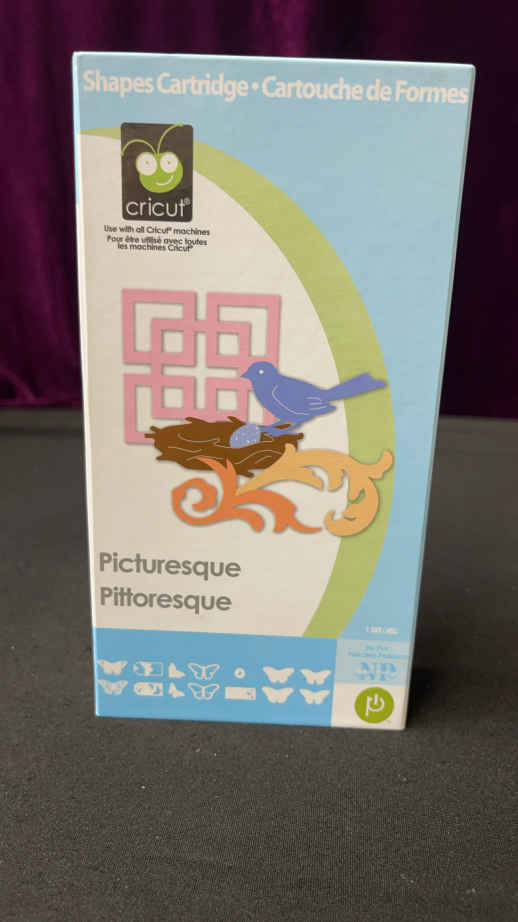 Shapes Cartridge • Cartouche de Formes
cricut®
Use with all Cricut® machines
Pour être utilisé avec toutes
les machines Cricut®
Picturesque
Pittoresque
NP